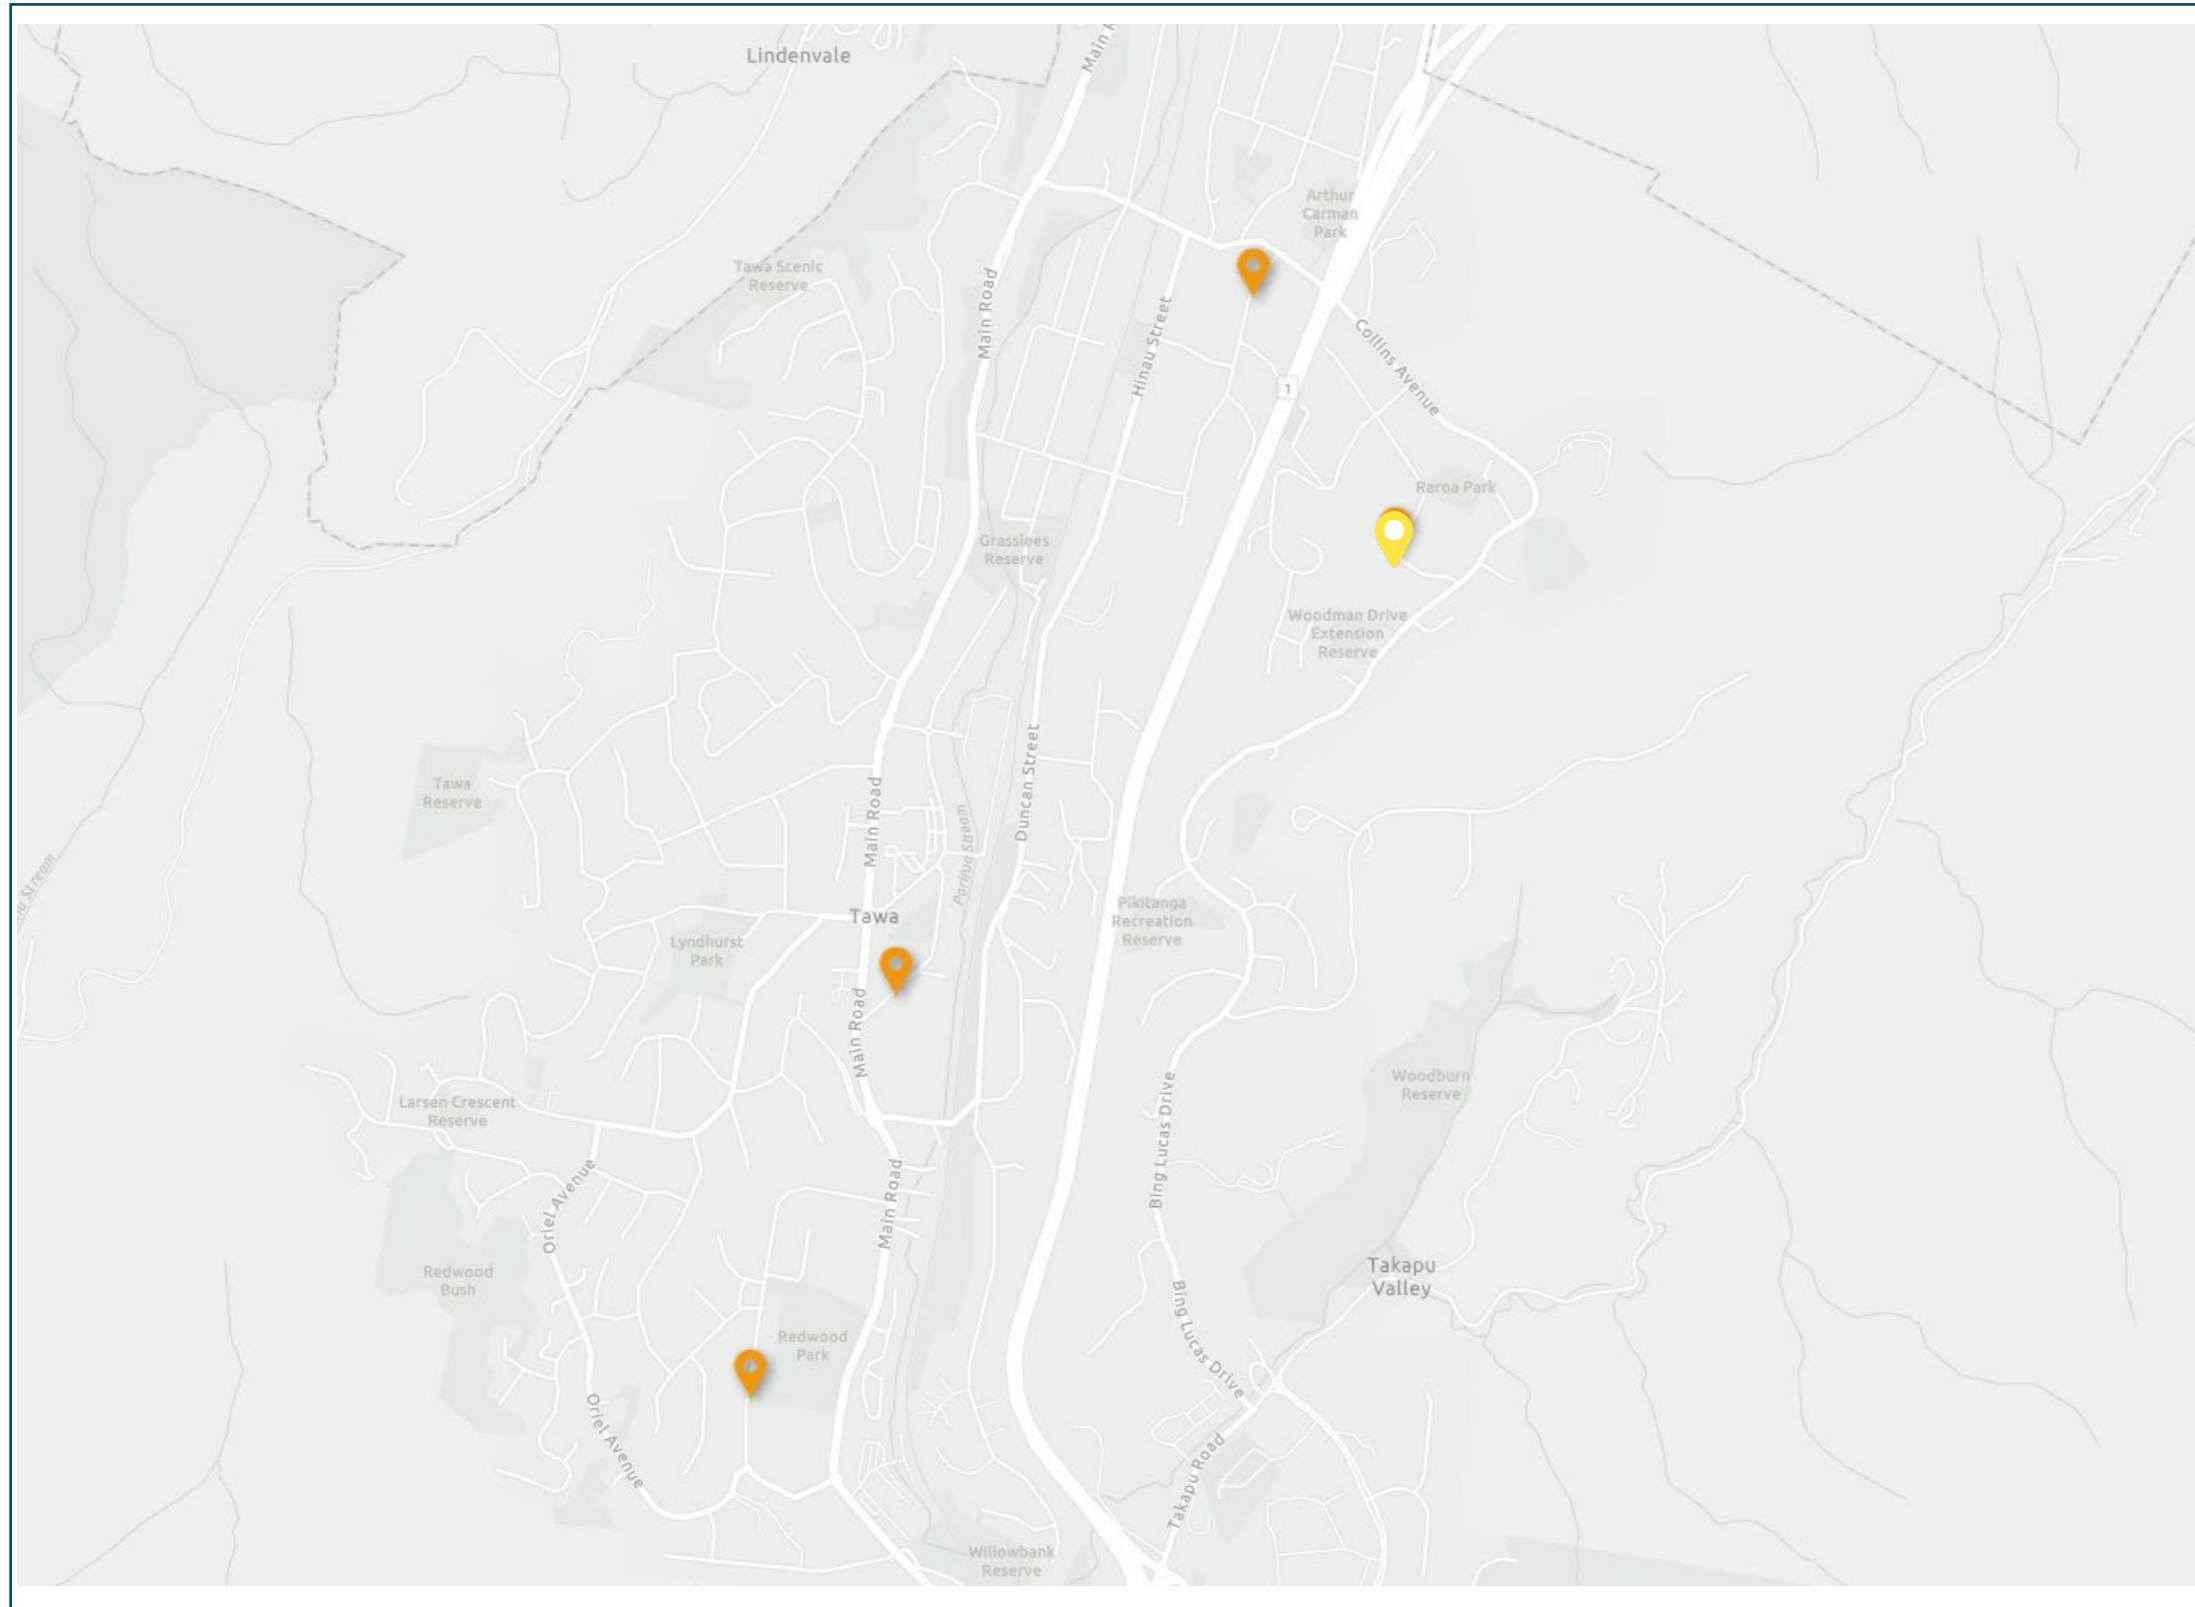 Lindenvale
Main R
Arthur
Carman
Park
Tawa Scenic
Reserve
Main Road
Hinau Street
Collins Avenue
1
Raroa Park
Grasslees
Reserve
Woodman Drive
Extension
Reserve
Tawa
Reserve
Main Road
Duncan Street
Porirua Stream
Tawa
Lyndhurst
Park
Pikitanga
Recreation
Reserve
Stream
Main Road
Larsen Crescent
Reserve
Woodburn
Reserve
Bing Lucas Drive
Oriel Avenue
Main Road
Redwood
Bush
Takapu
Valley
Bing Lucas Drive
Redwood
Park
Oriel Avenue
Takapu Road
Willowbank
Reserve